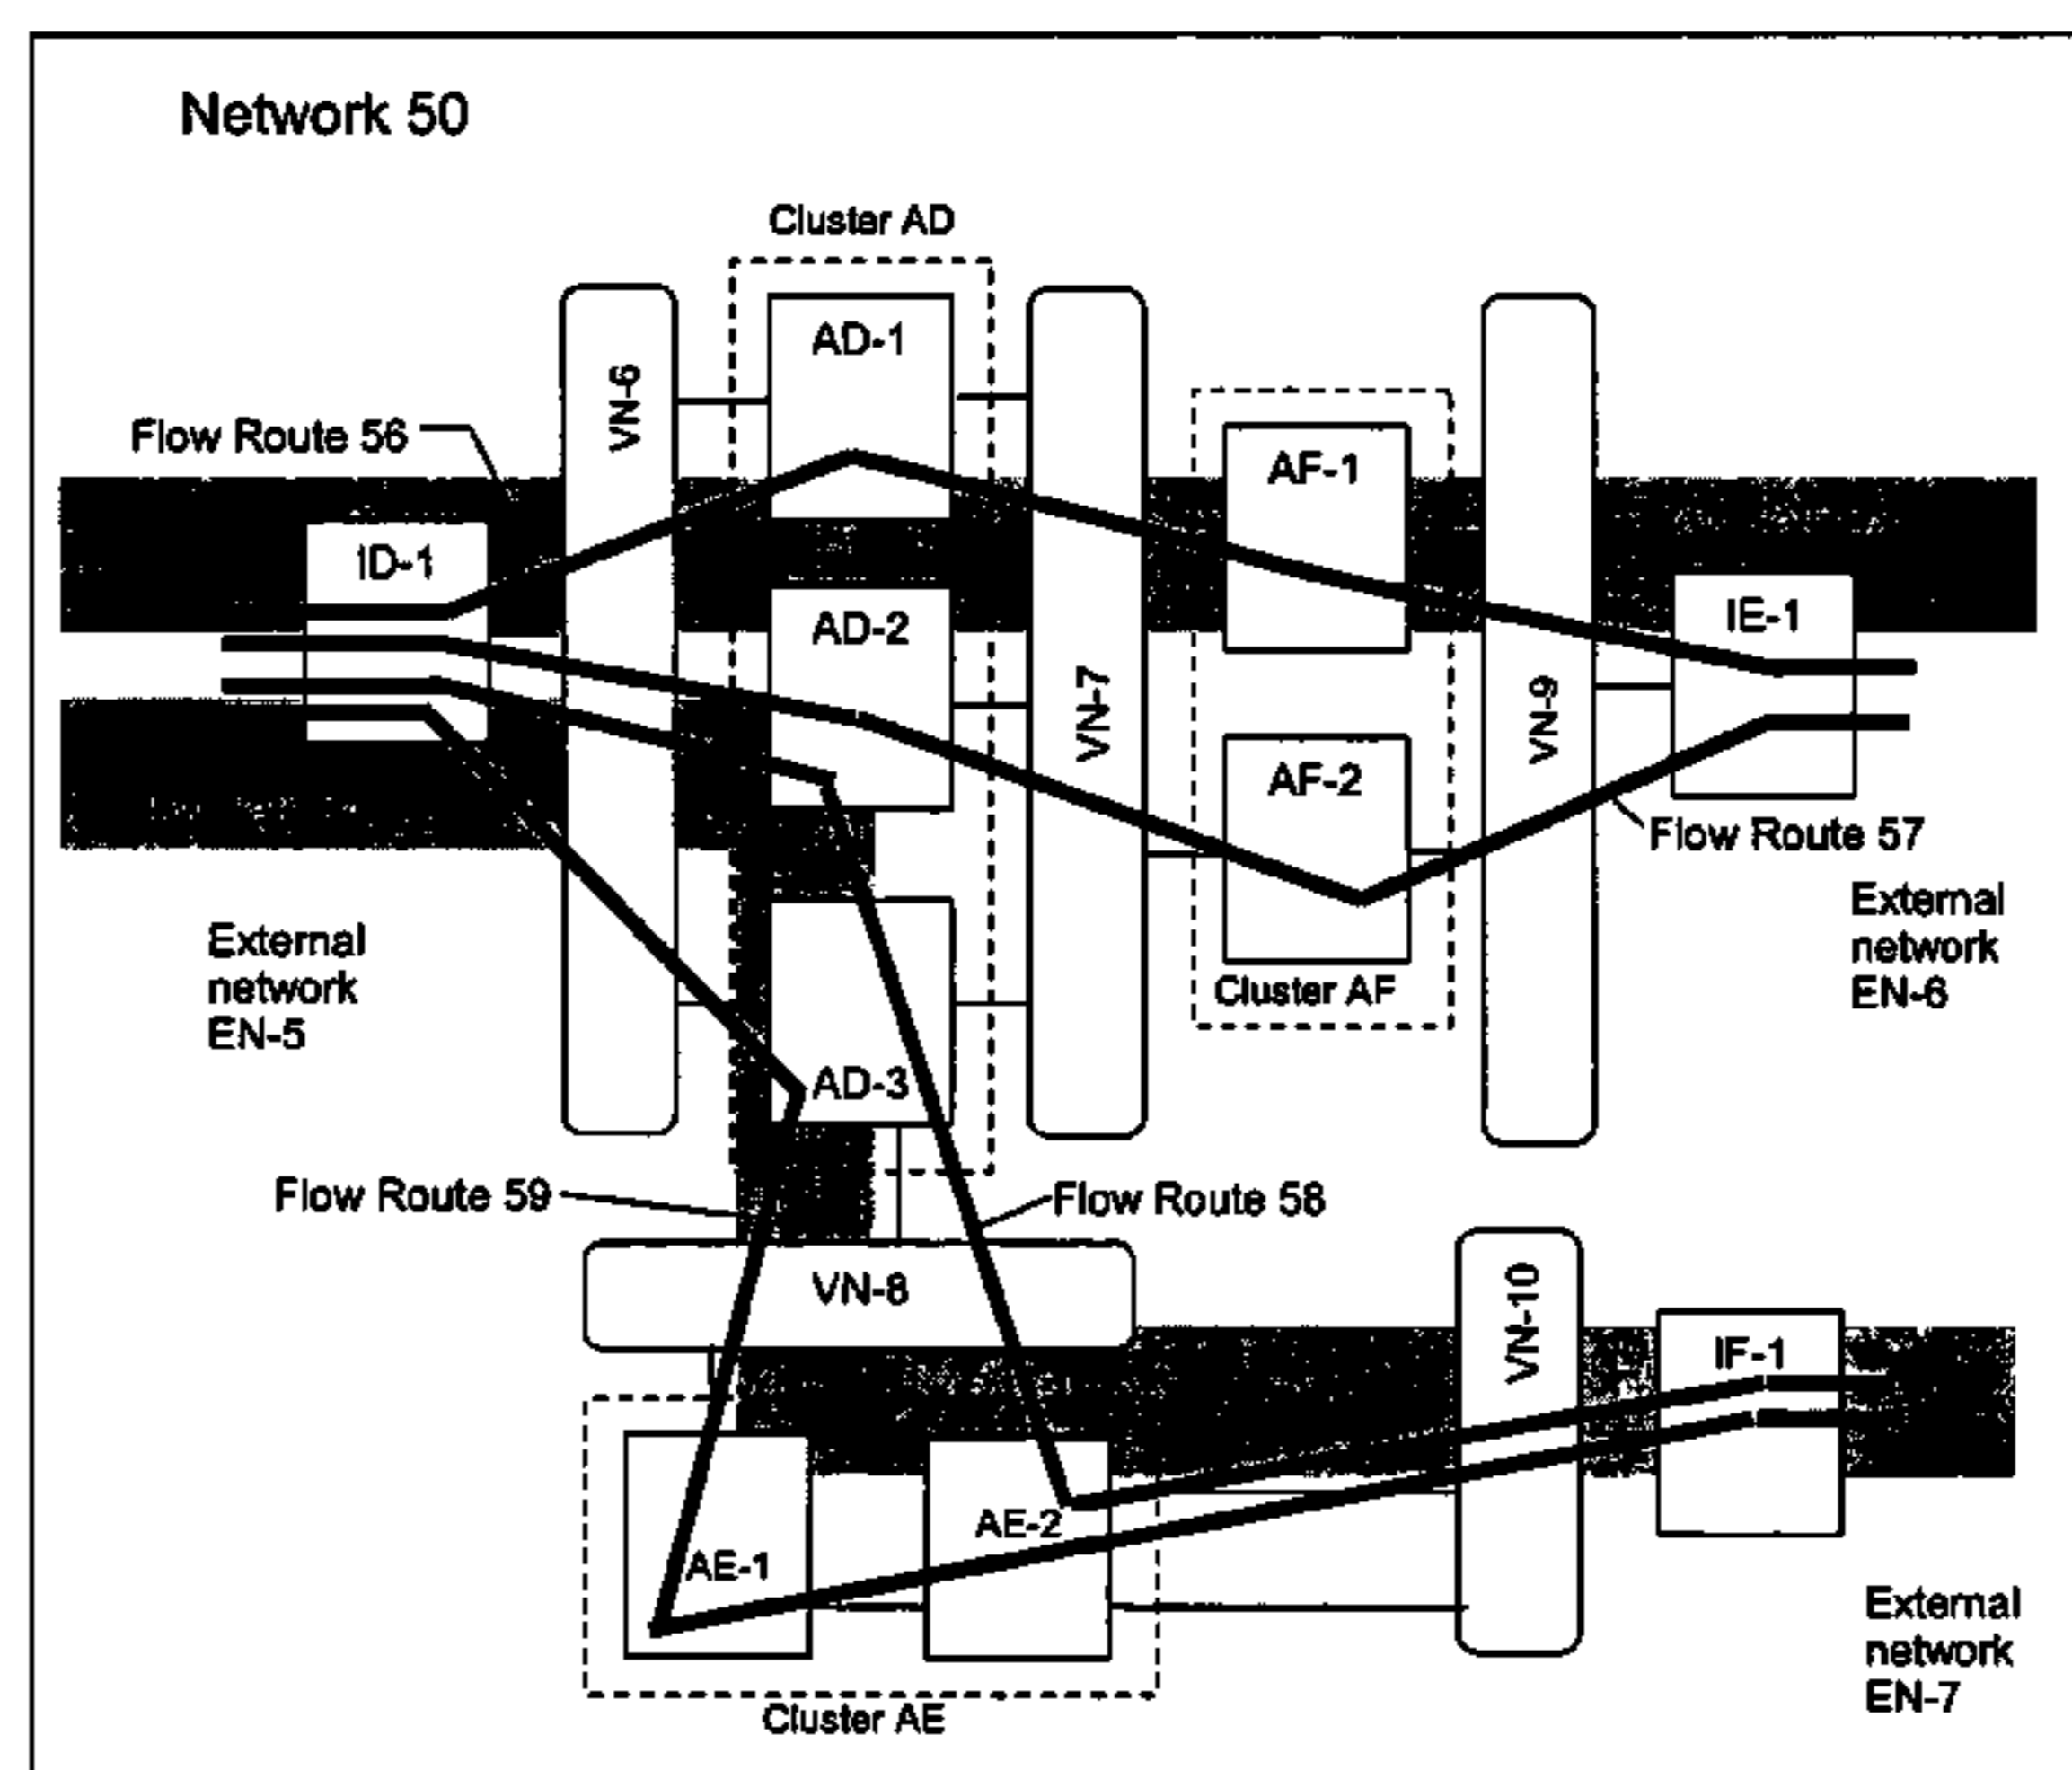 Network 50
Cluster AD
AD-1
VN-6
Flow Route 56
AF-1
ID-1
AD-2
IE-1
VN-7
VN-9
AF-2
Flow Route 57
External
network
EN-5
External
network
EN-6
Cluster AF
AD-3
Flow Route 59
Flow Route 58
VN-8
VN-10
IF-1
AE-2
AE-1
External
network
EN-7
Cluster AE